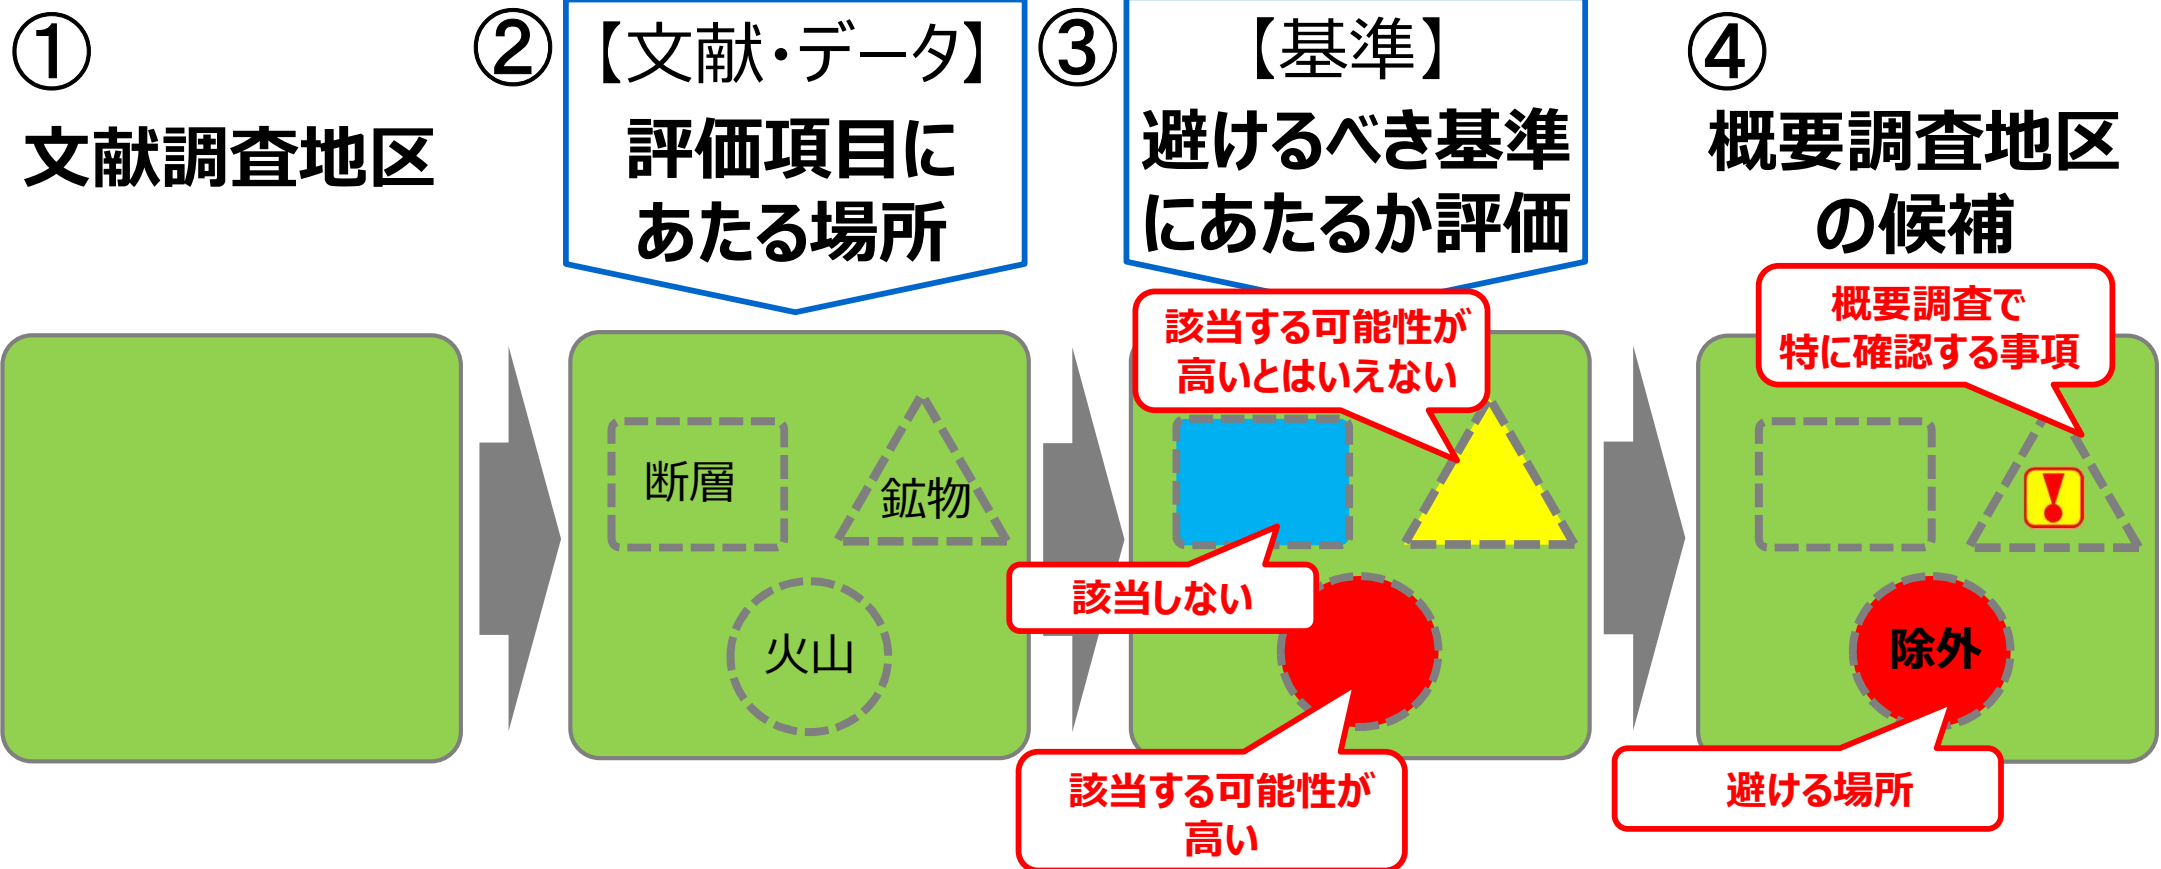 ①
文献調査地区
②
【文献・データ】
評価項目に
あたる場所
断層
鉱物
火山
③
【基準】
避けるべき基準
にあたるか評価
該当する可能性が
高いとはいえない
該当しない
該当する可能性が
高い
④
概要調査地区
の候補
概要調査で
特に確認する事項
!
除外
避ける場所